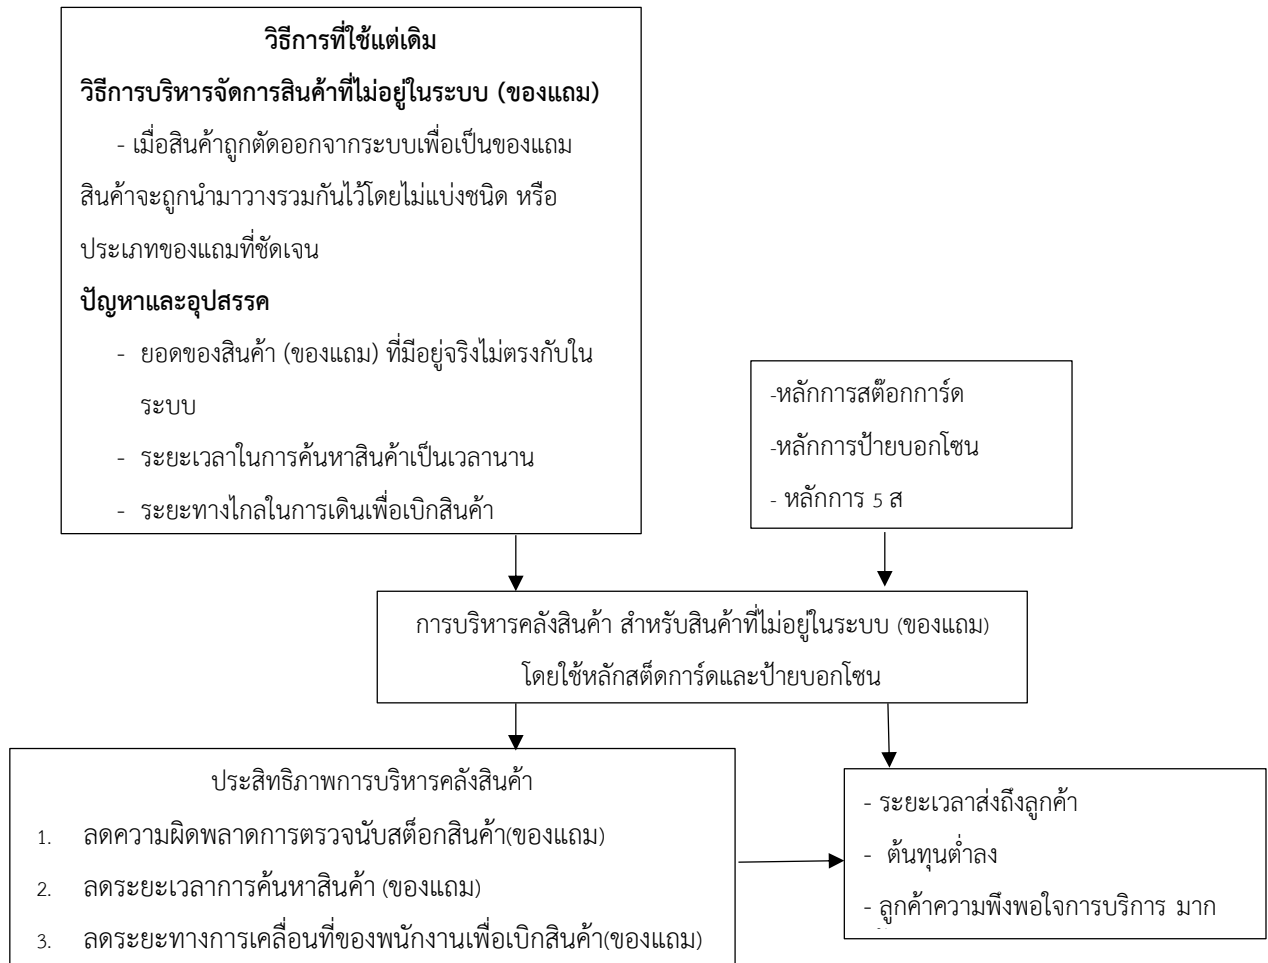 วิธีการที่ใช้แต่เดิม
วิธีการบริหารจัดการสินค้าที่ไม่อยู่ในระบบ (ของแถม)
- เมื่อสินค้าถูกตัดออกจากระบบเพื่อเป็นของแถม
สินค้าจะถูกนำมาวางรวมกันไว้โดยไม่แบ่งชนิด หรือ
ประเภทของแถมที่ชัดเจน
ปัญหาและอุปสรรค
- ยอดของสินค้า (ของแถม) ที่มีอยู่จริงไม่ตรงกับใน
ระบบ
- ระยะเวลาในการค้นหาสินค้าเป็นเวลานาน
- ระยะทางไกลในการเดินเพื่อเบิกสินค้า
-หลักการสต๊อกการ์ด
-หลักการป้ายบอกโซน
- หลักการ 5 ส
การบริหารคลังสินค้า สำหรับสินค้าที่ไม่อยู่ในระบบ (ของแถม)
โดยใช้หลักสต็ดการ์ดและป้ายบอกโซน
ประสิทธิภาพการบริหารคลังสินค้า
1. ลดความผิดพลาดการตรวจนับสต็อกสินค้า(ของแถม)
2. ลดระยะเวลาการค้นหาสินค้า (ของแถม)
3. ลดระยะทางการเคลื่อนที่ของพนักงานเพื่อเบิกสินค้า(ของแถม)
- ระยะเวลาส่งถึงลูกค้า
- ต้นทุนต่ำลง
- ลูกค้าความพึงพอใจการบริการ มาก